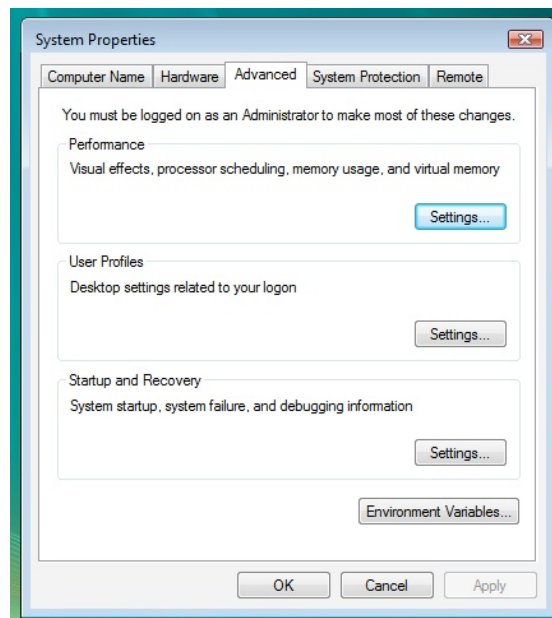 System Properties
Computer Name Hardware Advanced System Protection Remote
You must be logged on as an Administrator to make most of these changes.
Performance
Visual effects, processor scheduling, memory usage, and virtual memory
Settings...
User Profiles
Desktop settings related to your logon
Settings...
Startup and Recovery
System startup, system failure, and debugging information
Settings...
Environment Variables...
OK Cancel Apply